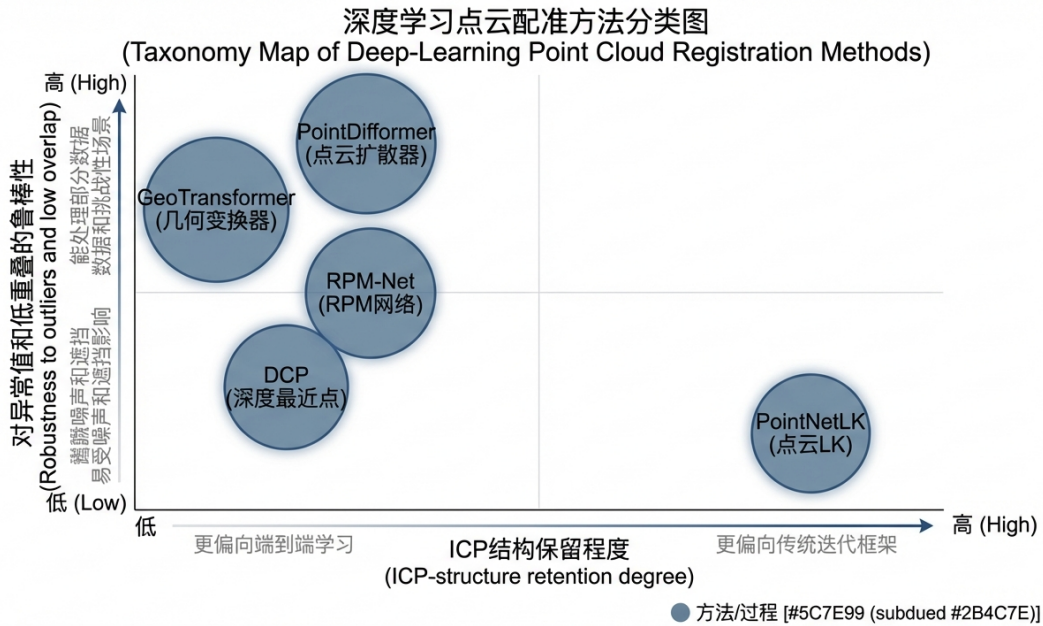 深度学习点云配准方法分类图
(Taxonomy Map of Deep-Learning Point Cloud Registration Methods)
高 (High)
对异常值和低重叠的鲁棒性
(Robustness to outliers and low overlap)
能处理部分数据
数据和挑战性场景
噪声和遮挡
易受噪声和遮挡影响
低 (Low)
PointDifformer
(点云扩散器)
GeoTransformer
(几何变换器)
RPM-Net
(RPM网络)
DCP
(深度最近点)
PointNetLK
(点云LK)
低
高 (High)
更偏向端到端学习
更偏向传统迭代框架
ICP结构保留程度
(ICP-structure retention degree)
方法/过程 [#5C7E99 (subdued #2B4C7E)]